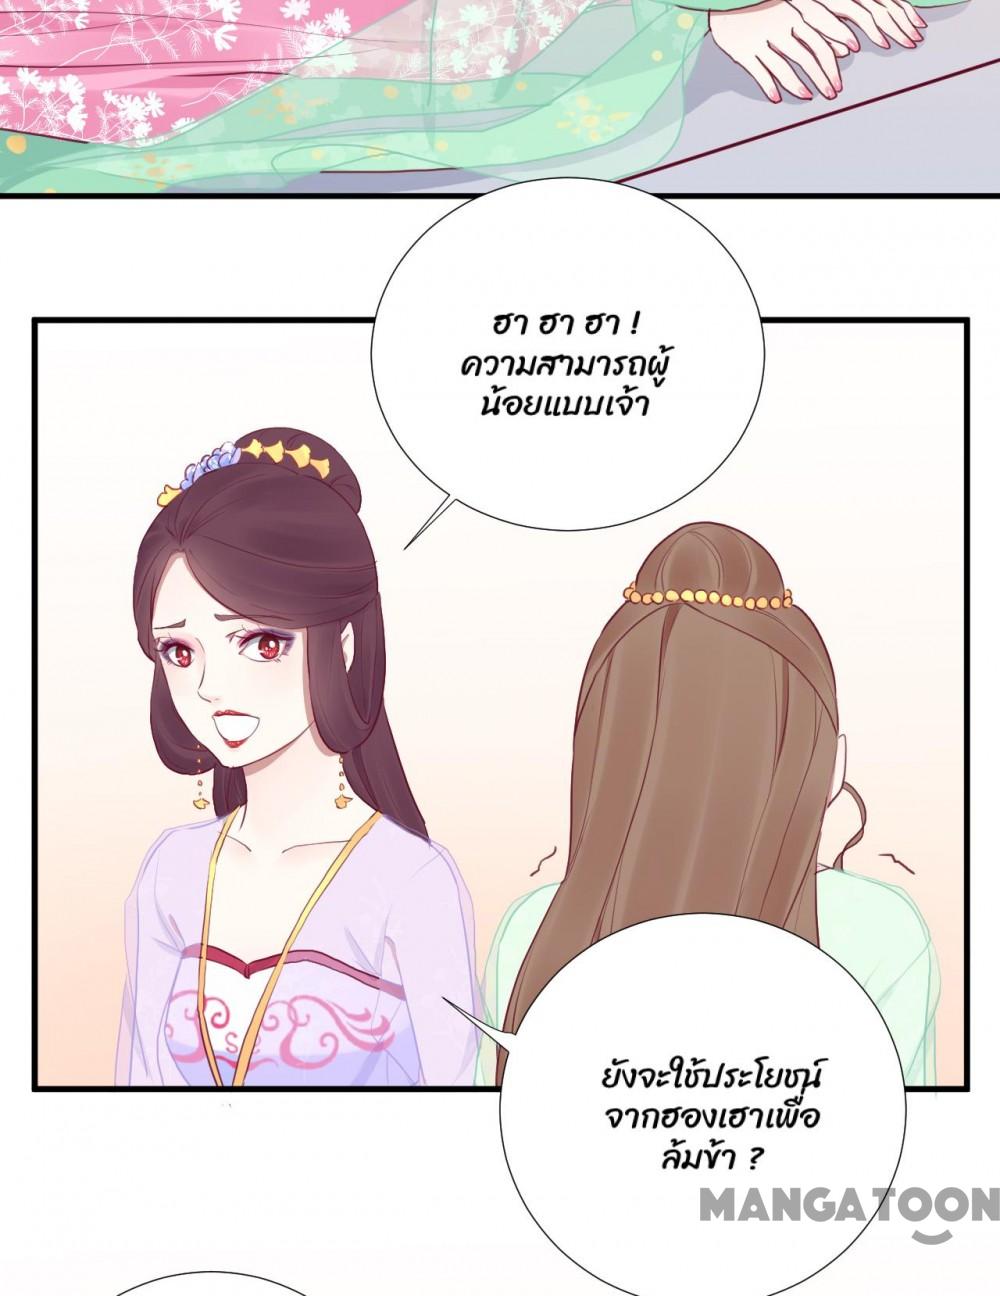 ฮา ฮา ฮา !
ความสามารถผู้
น้อยแบบเจ้า
ยังจะใช้ประโยชน์
จากฮองเฮาเพื่อ
ล้มข้า ?
MANGATOON